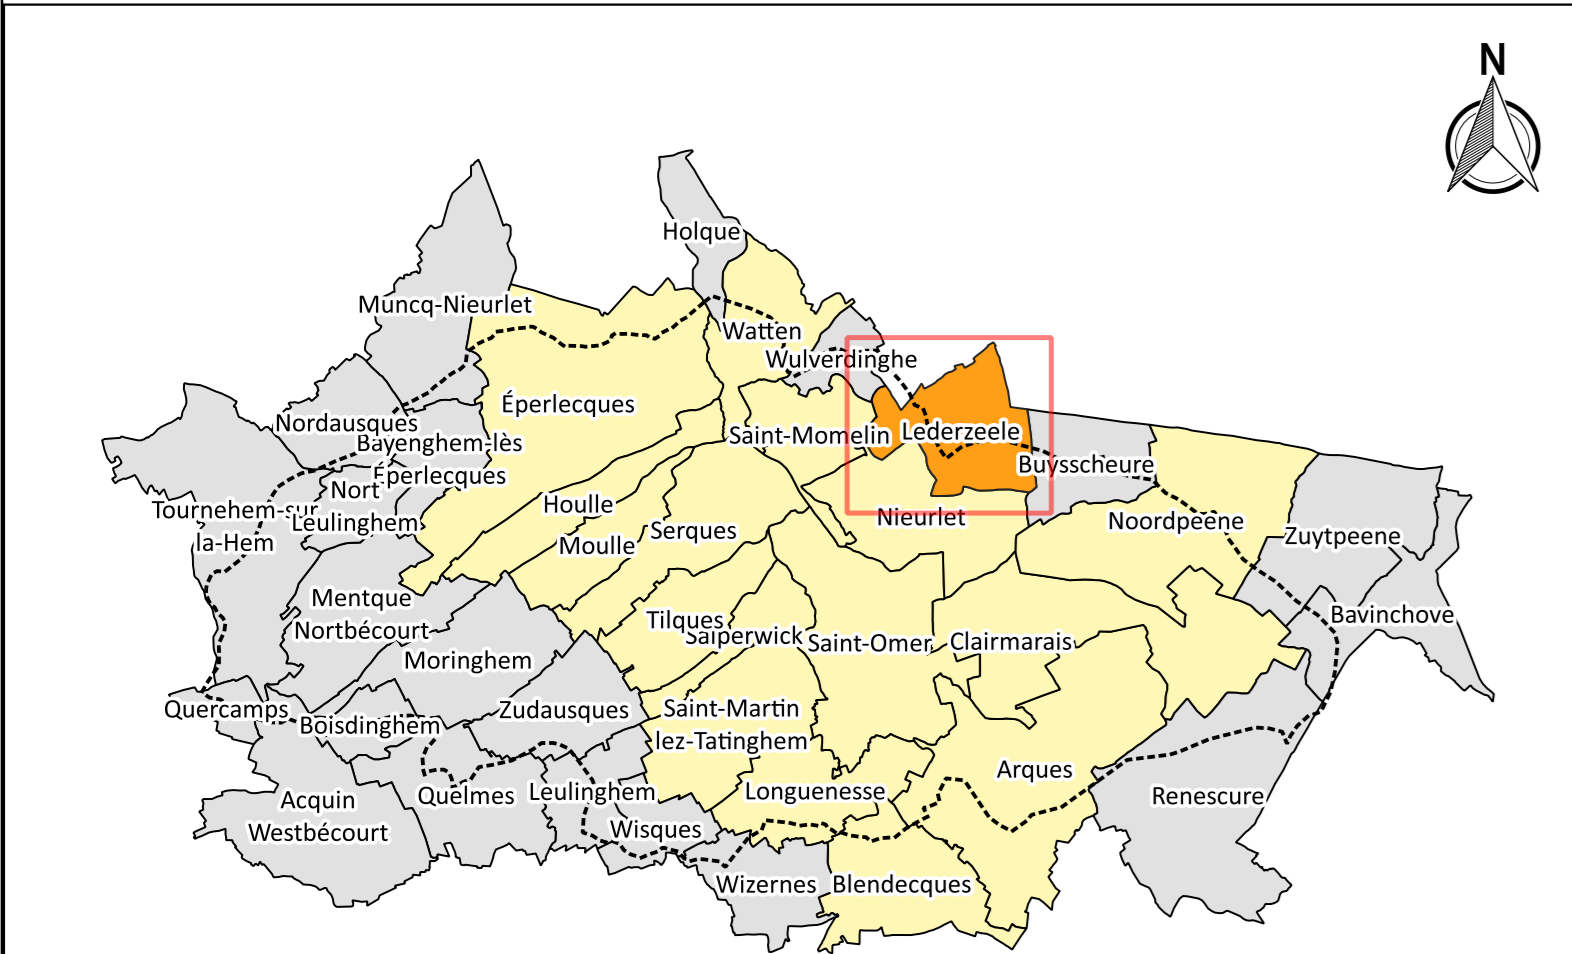 N
Holque
Muncq-Nieurlet
Watten
Wulverdinghe
Éperlecques
Nordausques
Bayenghem-lès
Éperlecques
Saint-Momelin
Lederzeele
Buysscheure
Nort
Leulinghem
Tournehem-sur
la-Hem
Houlle
Moulle
Serques
Nieurlet
Noordpeene
Zuytpeene
Bavinchove
Mentque
Nortbécourt
Moringhem
Tilques
Salperwick
Saint-Omer
Clairmarais
Quercamps
Boisdinghem
Zudausques
Saint-Martin
lez-Tatinghem
Arques
Longuenesse
Renescure
Acquin
Westbécourt
Quelmes
Leulinghem
Wisques
Wizernes
Blendecques